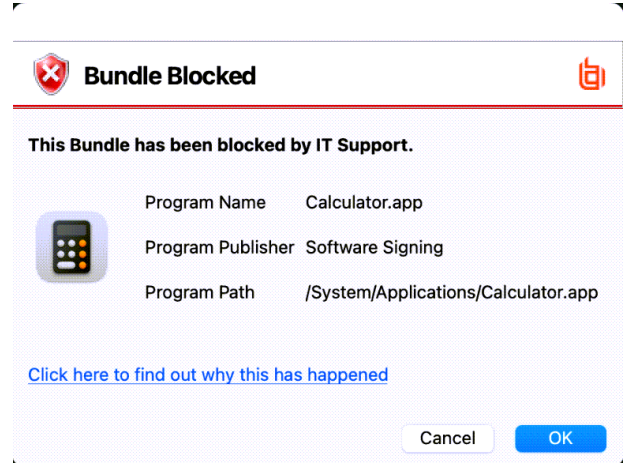 Bundle Blocked
This Bundle has been blocked by IT Support.
Program Name Calculator.app
Program Publisher Software Signing
Program Path /System/Applications/Calculator.app
Click here to find out why this has happened
Cancel OK